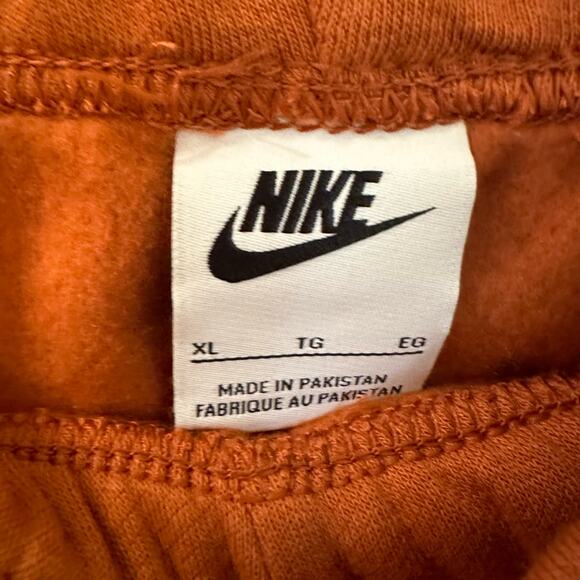 NIKE
XL TG EG
MADE IN PAKISTAN
FABRIQUE AU PAKISTAN